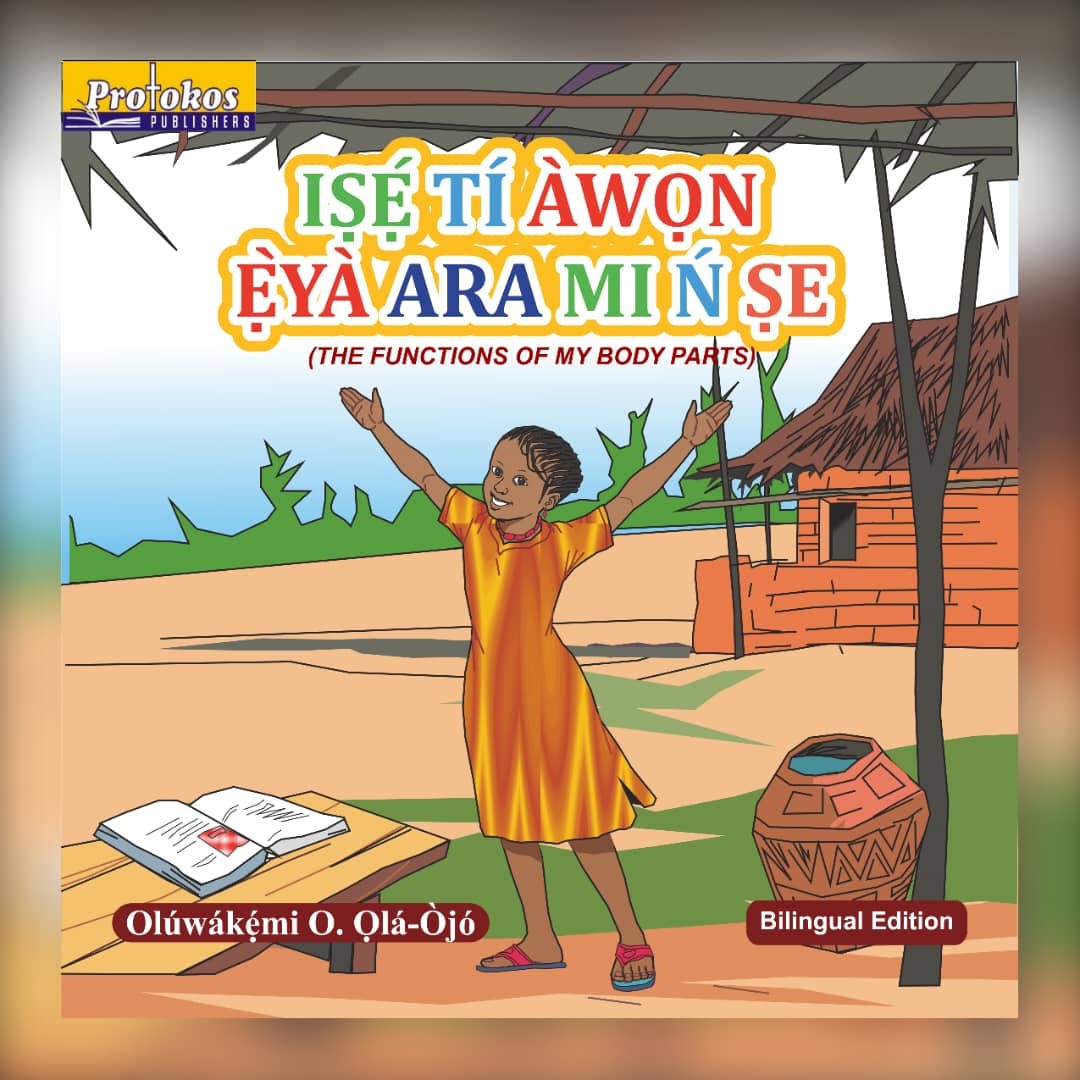 Protokos
PUBLISHERS
IṢẸ́ TÍ ÀWỌN
Ẹ̀YÀ ARA MI Ń ṢE
(THE FUNCTIONS OF MY BODY PARTS)
Olúwákẹ́mi O. Ọlá-Òjó
Bilingual Edition